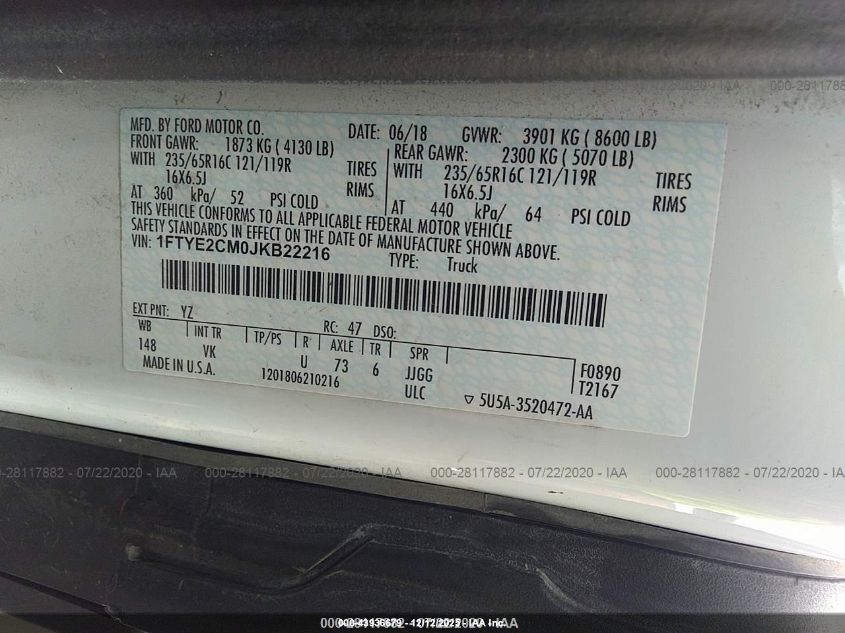 2020 - IAA 000-28117882
MFD. BY FORD MOTOR CO. DATE: 06/18 GVWR: 3901 KG ( 8600 LB)
FRONT GAWR: 1873 KG ( 4130 LB) REAR GAWR: 2300 KG ( 5070 LB)
WITH 235/65R16C 121/119R TIRES WITH 235/65R16C 121/119R TIRES
16X6.5J RIMS 16X6.5J RIMS
AT 360 kPa/ 52 PSI COLD AT 440 kPa/ 64 PSI COLD
THIS VEHICLE CONFORMS TO ALL APPLICABLE FEDERAL MOTOR VEHICLE
SAFETY STANDARDS IN EFFECT ON THE DATE OF MANUFACTURE SHOWN ABOVE.
VIN: 1FTYE2CM0JKB22216 TYPE: Truck
EXT PNT: YZ RC: 47 DSO:
WB INT TR TP/PS R AXLE TR SPR F0890
148 VK U 73 6 JJGG T2167
MADE IN U.S.A. 1201806210216 ULC ▽ 5U5A-3520472-AA
000-28117882 - 07/22/2020 - IAA 000-28117882 - 07/22/2020 - IAA 000-28117882